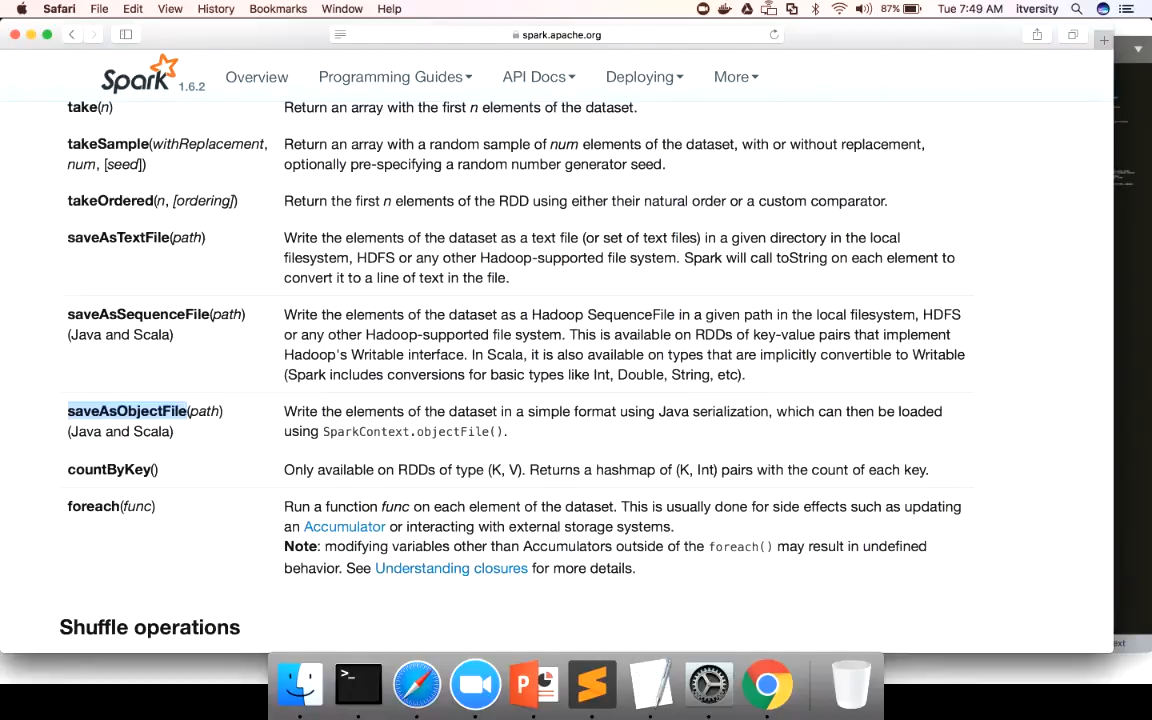 Safari File Edit View History Bookmarks Window Help 87% Tue 7:49 AM itversity
spark.apache.org
Spark 1.6.2 Overview Programming Guides API Docs Deploying More
take(n) Return an array with the first n elements of the dataset.
takeSample(withReplacement, Return an array with a random sample of num elements of the dataset, with or without replacement,
num, [seed]) optionally pre-specifying a random number generator seed.
takeOrdered(n, [ordering]) Return the first n elements of the RDD using either their natural order or a custom comparator.
saveAsTextFile(path) Write the elements of the dataset as a text file (or set of text files) in a given directory in the local
filesystem, HDFS or any other Hadoop-supported file system. Spark will call toString on each element to
convert it to a line of text in the file.
saveAsSequenceFile(path) Write the elements of the dataset as a Hadoop SequenceFile in a given path in the local filesystem, HDFS
(Java and Scala) or any other Hadoop-supported file system. This is available on RDDs of key-value pairs that implement
Hadoop's Writable interface. In Scala, it is also available on types that are implicitly convertible to Writable
(Spark includes conversions for basic types like Int, Double, String, etc).
saveAsObjectFile(path) Write the elements of the dataset in a simple format using Java serialization, which can then be loaded
(Java and Scala) using SparkContext.objectFile().
countByKey() Only available on RDDs of type (K, V). Returns a hashmap of (K, Int) pairs with the count of each key.
foreach(func) Run a function func on each element of the dataset. This is usually done for side effects such as updating
an Accumulator or interacting with external storage systems.
Note: modifying variables other than Accumulators outside of the foreach() may result in undefined
behavior. See Understanding closures for more details.
Shuffle operations